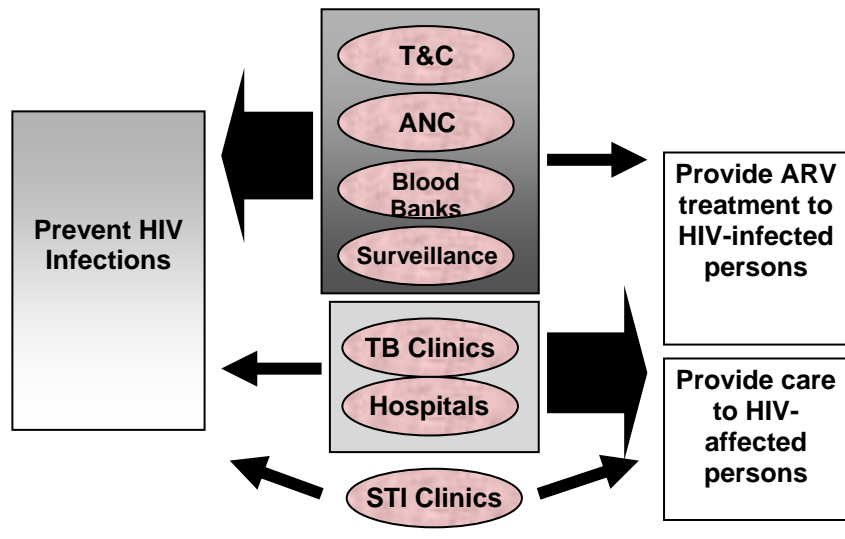 Prevent HIV
Infections
T&C
ANC
Blood
Banks
Surveillance
TB Clinics
Hospitals
STI Clinics
Provide ARV
treatment to
HIV-infected
persons
Provide care
to HIV-
affected
persons